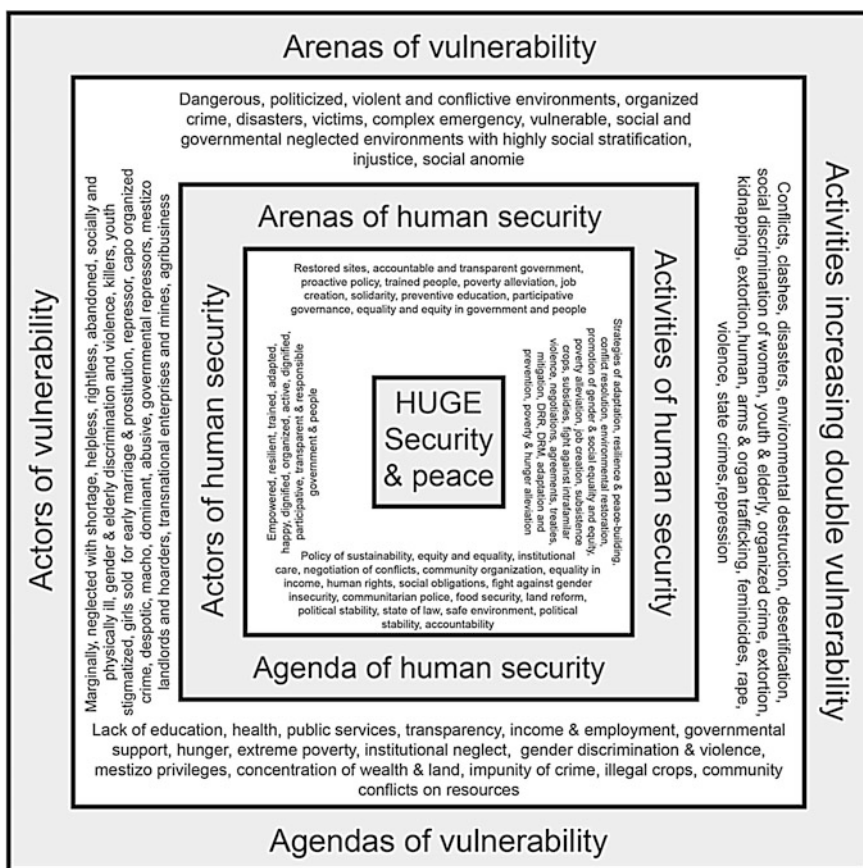 Arenas of vulnerability
Dangerous, politicized, violent and conflictive environments, organized
crime, disasters, victims, complex emergency, vulnerable, social and
governmental neglected environments with highly social stratification,
injustice, social anomie
Actors of vulnerability
Marginally, neglected with shortage, helpless, rightless, abandoned, socially and
physically ill, gender & elderly discrimination and violence, killers, youth
stigmatized, girls sold for early marriage & prostitution, repressor, capo organized
crime, despotic, macho, dominant, abusive, governmental repressors, mestizo
landlords and hoarders, transnational enterprises and mines, agribusiness
Arenas of human security
Restored sites, accountable and transparent government,
proactive policy, trained people, poverty alleviation, job
creation, solidarity, preventive education, participative
governance, equality and equity in government and people
Actors of human security
Empowered, resilient, trained, adapted,
happy, dignified, organized, active, dignified,
participative, transparent & responsible
government & people
HUGE
Security
& peace
Strategies of adaptation, resilience & peace-building,
conflict resolution, environmental restoration,
promotion of gender & social equality and equity,
poverty alleviation, job creation, subsistence
crops, subsidies, fight against intrafamilar
violence, negotiations, agreements, treaties,
mitigation, DRR, DRM, adaptation and
prevention, poverty & hunger alleviation
Activities of human security
Policy of sustainability, equity and equality, institutional
care, negotiation of conflicts, community organization, equality in
income, human rights, social obligations, fight against gender
insecurity, communitarian police, food security, land reform,
political stability, state of law, safe environment, political
stability, accountability
Agenda of human security
Conflicts, clashes, disasters, environmental destruction, desertification,
social discrimination of women, youth & elderly, organized crime, extortion,
kidnapping, extortion,human, arms & organ trafficking, feminicides, rape,
violence, state crimes,repression
Activities increasing double vulnerability
Lack of education, health, public services, transparency, income & employment, governmental
support, hunger, extreme poverty, institutional neglect, gender discrimination & violence,
mestizo privileges, concentration of wealth & land, impunity of crime, illegal crops, community
conflicts on resources
Agendas of vulnerability